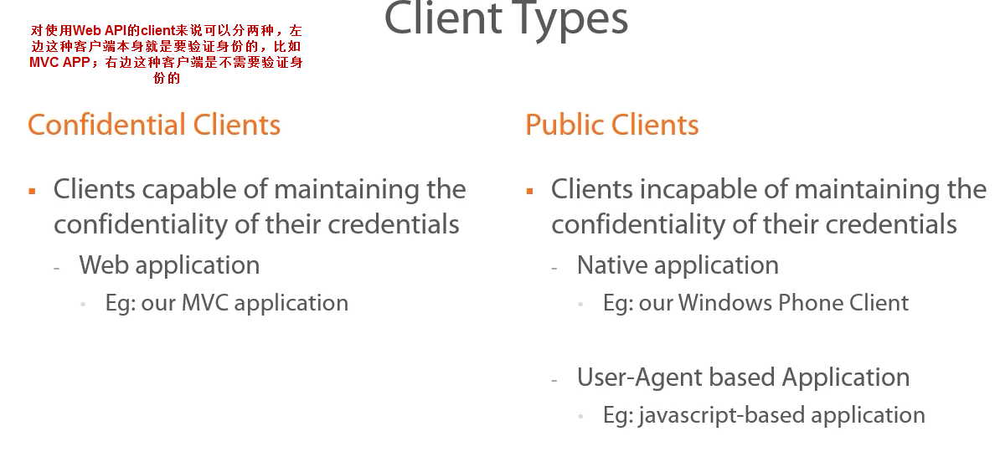 Client Types
对使用Web API的client来说可以分两种，左
边这种客户端本身就是要验证身份的，比如
MVC APP；右边这种客户端是不需要验证身
份的
Confidential Clients
▪ Clients capable of maintaining the
confidentiality of their credentials
- Web application
• Eg: our MVC application
Public Clients
▪ Clients incapable of maintaining the
confidentiality of their credentials
- Native application
• Eg: our Windows Phone Client
- User-Agent based Application
• Eg: javascript-based application